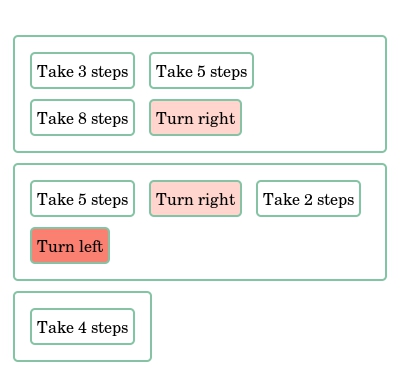 Take 3 steps Take 5 steps
Take 8 steps Turn right
Take 5 steps Turn right Take 2 steps
Turn left
Take 4 steps